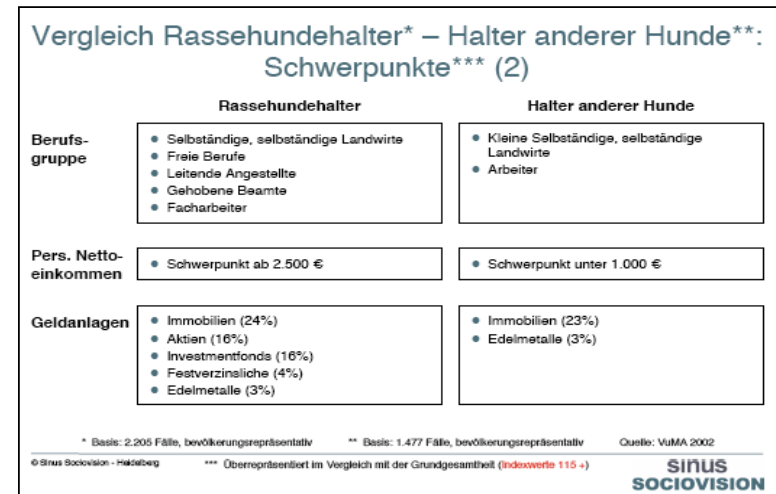 Vergleich Rassehundehalter* – Halter anderer Hunde**:
Schwerpunkte*** (2)
Rassehundehalter
Halter anderer Hunde
Berufs-
gruppe
• Selbständige, selbständige Landwirte
• Freie Berufe
• Leitende Angestellte
• Gehobene Beamte
• Facharbeiter
• Kleine Selbständige, selbständige
Landwirte
• Arbeiter
Pers. Netto-
einkommen
• Schwerpunkt ab 2.500 €
• Schwerpunkt unter 1.000 €
Geldanlagen
• Immobilien (24%)
• Aktien (16%)
• Investmentfonds (16%)
• Festverzinsliche (4%)
• Edelmetalle (3%)
• Immobilien (23%)
• Edelmetalle (3%)
* Basis: 2.205 Fälle, bevölkerungsrepräsentativ ** Basis: 1.477 Fälle, bevölkerungsrepräsentativ Quelle: VuMA 2002
© Sinus Sociovision - Heidelberg *** Überrepräsentiert im Vergleich mit der Grundgesamtheit (Indexwerte 115 +)
sinus
SOCIOVISION